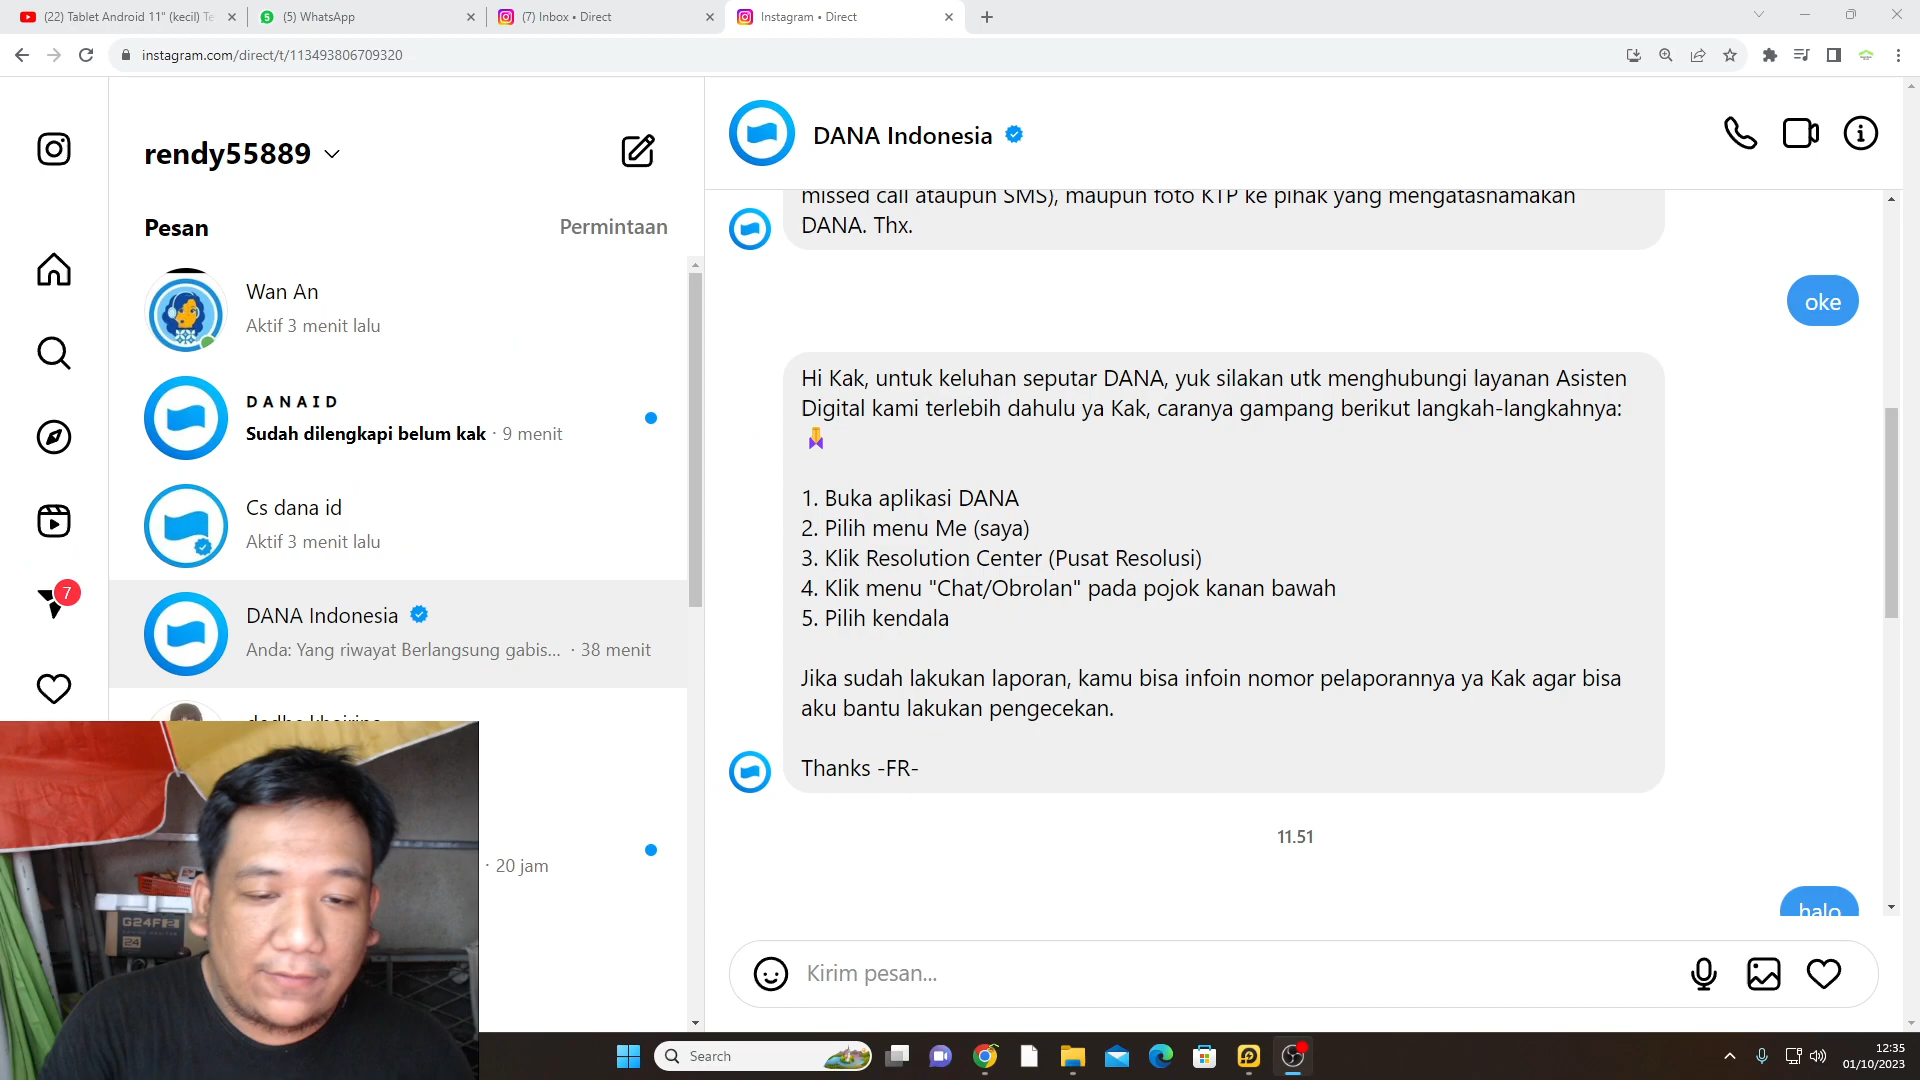 (22) Tablet Android 11" (kecil) Te
(5) WhatsApp
(7) Inbox • Direct
Instagram • Direct
instagram.com/direct/t/113493806709320
rendy55889
Pesan
Permintaan
Wan An
Aktif 3 menit lalu
D A N A I D
Sudah dilengkapi belum kak · 9 menit
Cs dana id
Aktif 3 menit lalu
DANA Indonesia
Anda: Yang riwayat Berlangsung gabis... · 38 menit
7
· 20 jam
DANA Indonesia
missed call ataupun SMS), maupun foto KTP ke pihak yang mengatasnamakan
DANA. Thx.
oke
Hi Kak, untuk keluhan seputar DANA, yuk silakan utk menghubungi layanan Asisten
Digital kami terlebih dahulu ya Kak, caranya gampang berikut langkah-langkahnya:
1. Buka aplikasi DANA
2. Pilih menu Me (saya)
3. Klik Resolution Center (Pusat Resolusi)
4. Klik menu "Chat/Obrolan" pada pojok kanan bawah
5. Pilih kendala
Jika sudah lakukan laporan, kamu bisa infoin nomor pelaporannya ya Kak agar bisa
aku bantu lakukan pengecekan.
Thanks -FR-
11.51
halo
Kirim pesan...
24
Search
12:35
01/10/2023